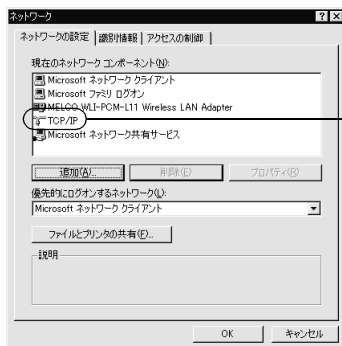 ネットワーク
ネットワークの設定 識別情報 アクセスの制御
現在のネットワーク コンポーネント(N):
Microsoft ネットワーク クライアント
Microsoft ファミリ ログオン
MELCO WLI-PCM-L11 Wireless LAN Adapter
TCP/IP
Microsoft ネットワーク共有サービス
追加(A)... 削除(E) プロパティ(R)
優先的にログオンするネットワーク(L):
Microsoft ネットワーク クライアント
ファイルとプリンタの共有(F)...
説明
OK キャンセル